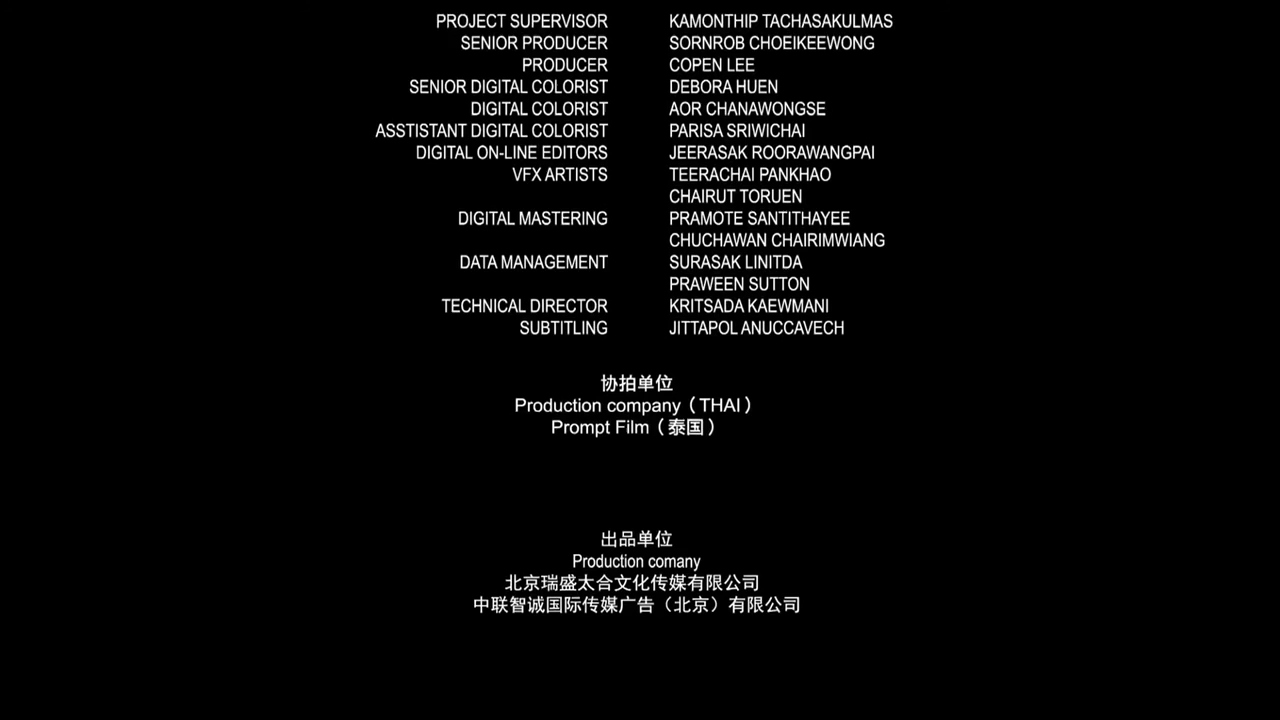 PROJECT SUPERVISOR KAMONTHIP TACHASAKULMAS
SENIOR PRODUCER SORNROB CHOEIKEEWONG
PRODUCER COPEN LEE
SENIOR DIGITAL COLORIST DEBORA HUEN
DIGITAL COLORIST AOR CHANAWONGSE
ASSTISTANT DIGITAL COLORIST PARISA SRIWICHAI
DIGITAL ON-LINE EDITORS JEERASAK ROORAWANGPAI
VFX ARTISTS TEERACHAI PANKHAO
CHAIRUT TORUEN
DIGITAL MASTERING PRAMOTE SANTITHAYEE
CHUCHAWAN CHAIRIMWIANG
DATA MANAGEMENT SURASAK LINITDA
PRAWEEN SUTTON
TECHNICAL DIRECTOR KRITSADA KAEWMANI
SUBTITLING JITTAPOL ANUCCAVECH
协拍单位
Production company（THAI）
Prompt Film（泰国）
出品单位
Production comany
北京瑞盛太合文化传媒有限公司
中联智诚国际传媒广告（北京）有限公司